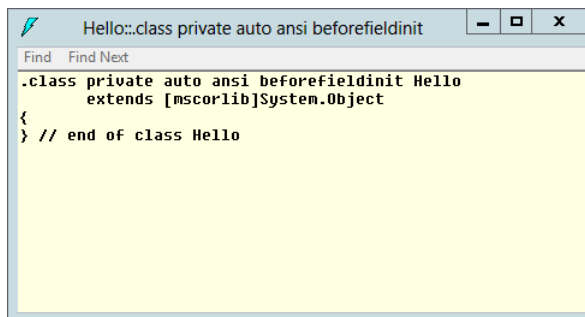 Hello::.class private auto ansi beforefieldinit
Find Find Next
.class private auto ansi beforefieldinit Hello
extends [mscorlib]System.Object
{
} // end of class Hello